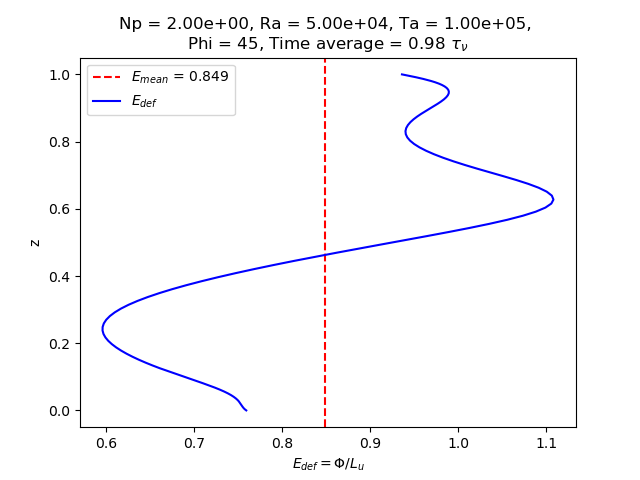 Np = 2.00e+00, Ra = 5.00e+04, Ta = 1.00e+05,
Phi = 45, Time average = 0.98 τ_ν
E_mean = 0.849
E_def
1.0
0.8
0.6
0.4
0.2
0.0
z
0.6 0.7 0.8 0.9 1.0 1.1
E_def = Φ/L_u